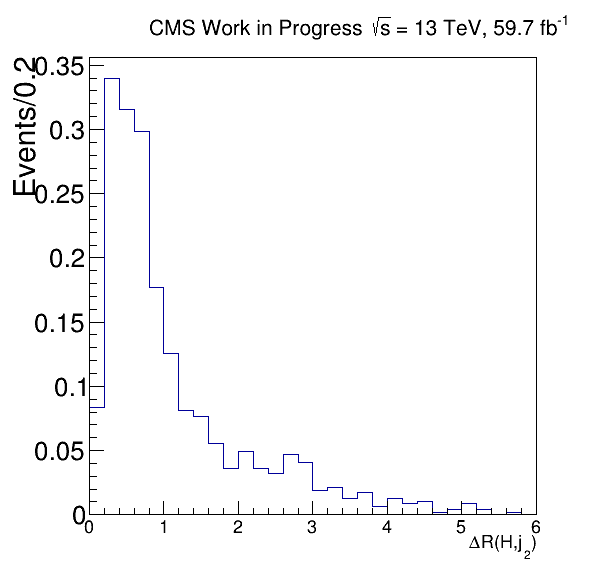 CMS Work in Progress √s = 13 TeV, 59.7 fb⁻¹
Events/0.2
0.35
0.3
0.25
0.2
0.15
0.1
0.05
0
0 1 2 3 4 5 6
ΔR(H,j₂)